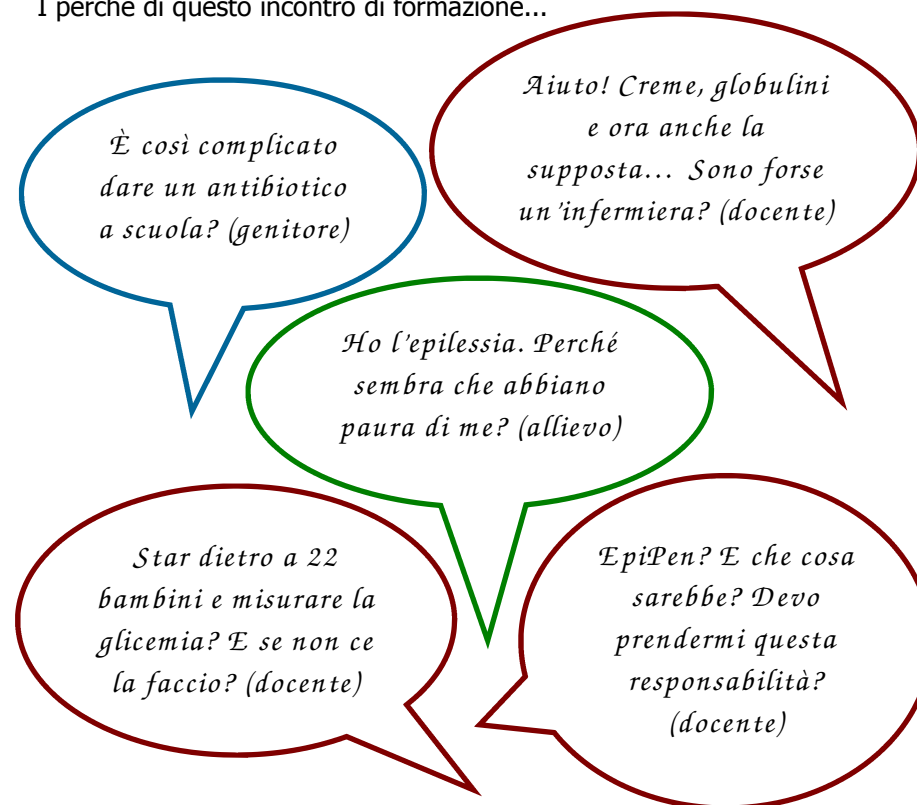 I perché di questo incontro di formazione...
È così complicato
dare un antibiotico
a scuola? (genitore)
Aiuto! Creme, globulini
e ora anche la
supposta... Sono forse
un'infermiera? (docente)
Ho l'epilessia. Perché
sembra che abbiano
paura di me? (allievo)
Star dietro a 22
bambini e misurare la
glicemia? E se non ce
la faccio? (docente)
EpiPen? E che cosa
sarebbe? Devo
prendermi questa
responsabilità?
(docente)